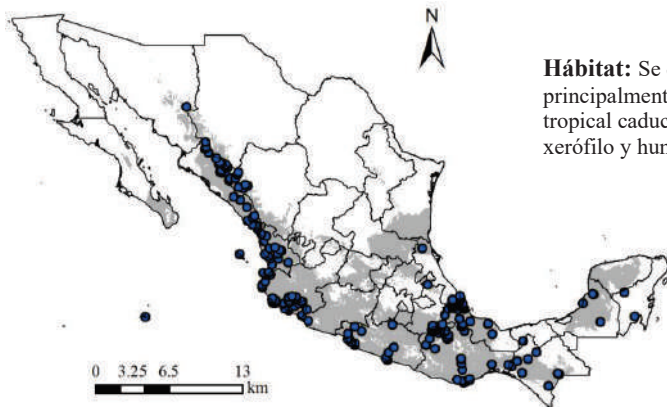 N
Hábitat: Se
principalment
tropical caduc
xerófilo y hum
0 3.25 6.5 13
km